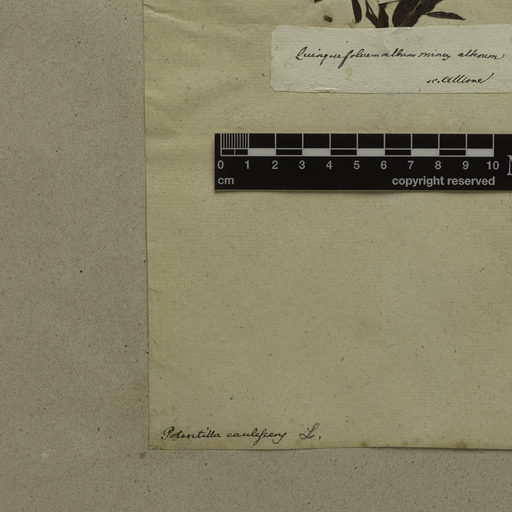 Quinquefolium album minus alterum
sc. Allione
0 1 2 3 4 5 6 7 8 9 10
cm copyright reserved
Potentilla caulescens L.